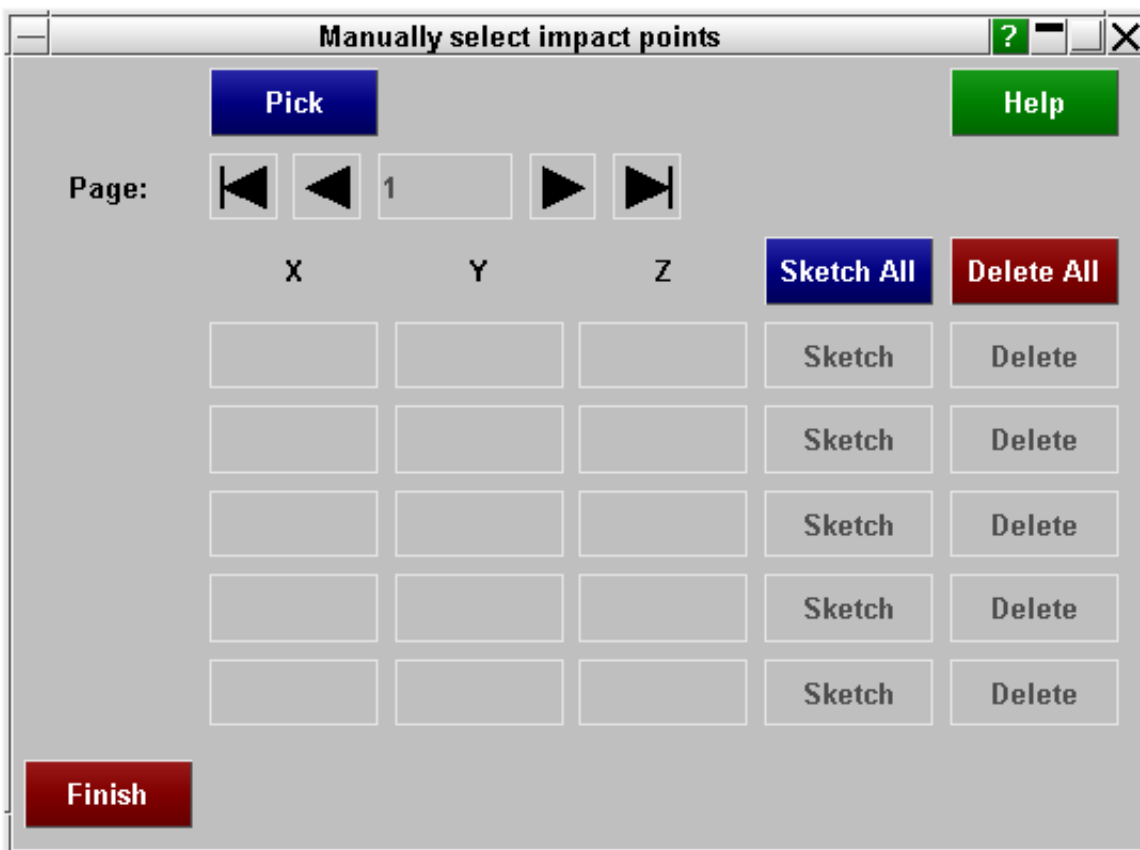 Manually select impact points ?
Pick Help
Page: 1
X Y Z Sketch All Delete All
Sketch Delete
Sketch Delete
Sketch Delete
Sketch Delete
Sketch Delete
Finish